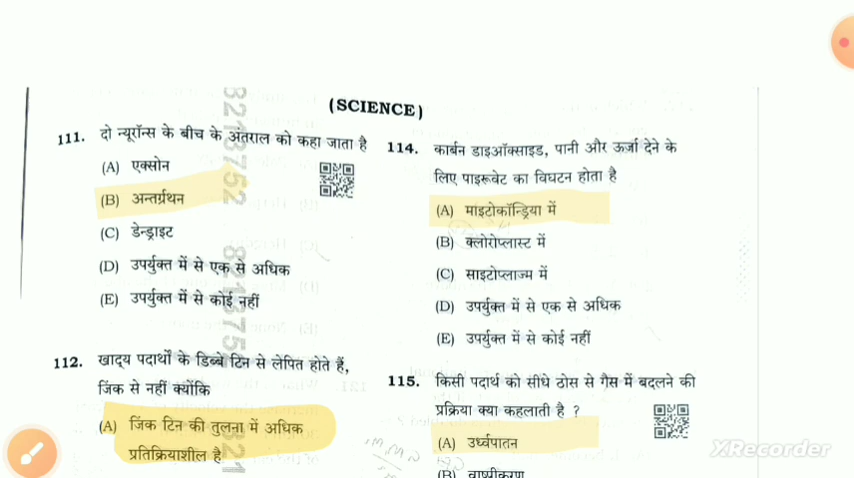 (SCIENCE)
111. दो न्यूरॉन्स के बीच के अंतराल को कहा जाता है
(A) एक्सोन
(B) अन्तर्ग्रथन
(C) डेन्ड्राइट
(D) उपर्युक्त में से एक से अधिक
(E) उपर्युक्त में से कोई नहीं
112. खाद्य पदार्थों के डिब्बे टिन से लेपित होते हैं,
जिंक से नहीं क्योंकि
(A) जिंक टिन की तुलना में अधिक
प्रतिक्रियाशील है
114. कार्बन डाइऑक्साइड, पानी और ऊर्जा देने के
लिए पाइरूवेट का विघटन होता है
(A) माइटोकॉन्ड्रिया में
(B) क्लोरोप्लास्ट में
(C) साइटोप्लाज्म में
(D) उपर्युक्त में से एक से अधिक
(E) उपर्युक्त में से कोई नहीं
115. किसी पदार्थ को सीधे ठोस से गैस में बदलने की
प्रक्रिया क्या कहलाती है ?
(A) उर्ध्वपातन
(B) वाष्पीकरण
8213752
XRecorder